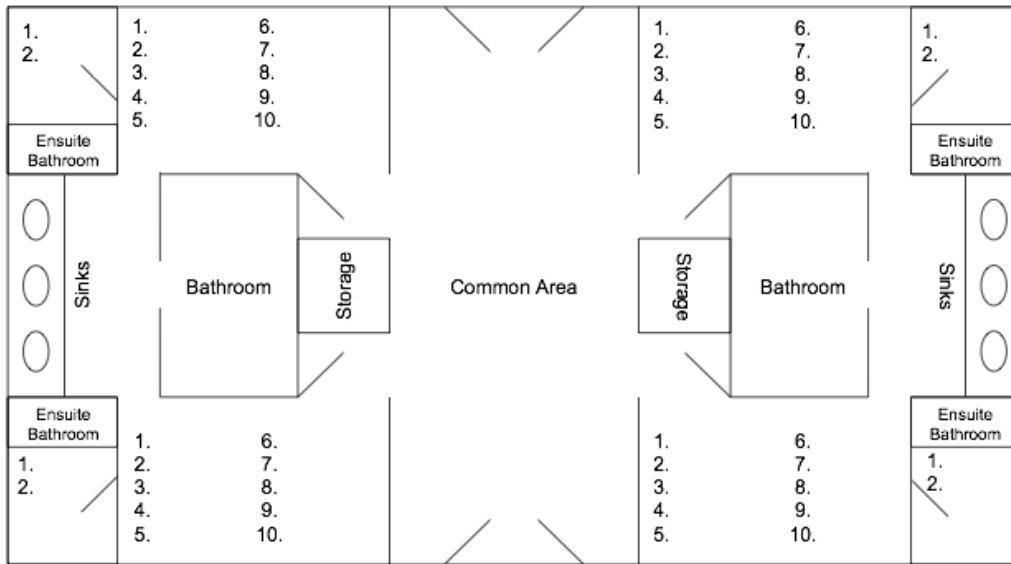 1.
2.
1. 6.
2. 7.
3. 8.
4. 9.
5. 10.
1. 6.
2. 7.
3. 8.
4. 9.
5. 10.
1.
2.
Ensuite
Bathroom
Ensuite
Bathroom
Sinks
Bathroom
Storage
Common Area
Storage
Bathroom
Sinks
Ensuite
Bathroom
Ensuite
Bathroom
1.
2.
1. 6.
2. 7.
3. 8.
4. 9.
5. 10.
1. 6.
2. 7.
3. 8.
4. 9.
5. 10.
1.
2.